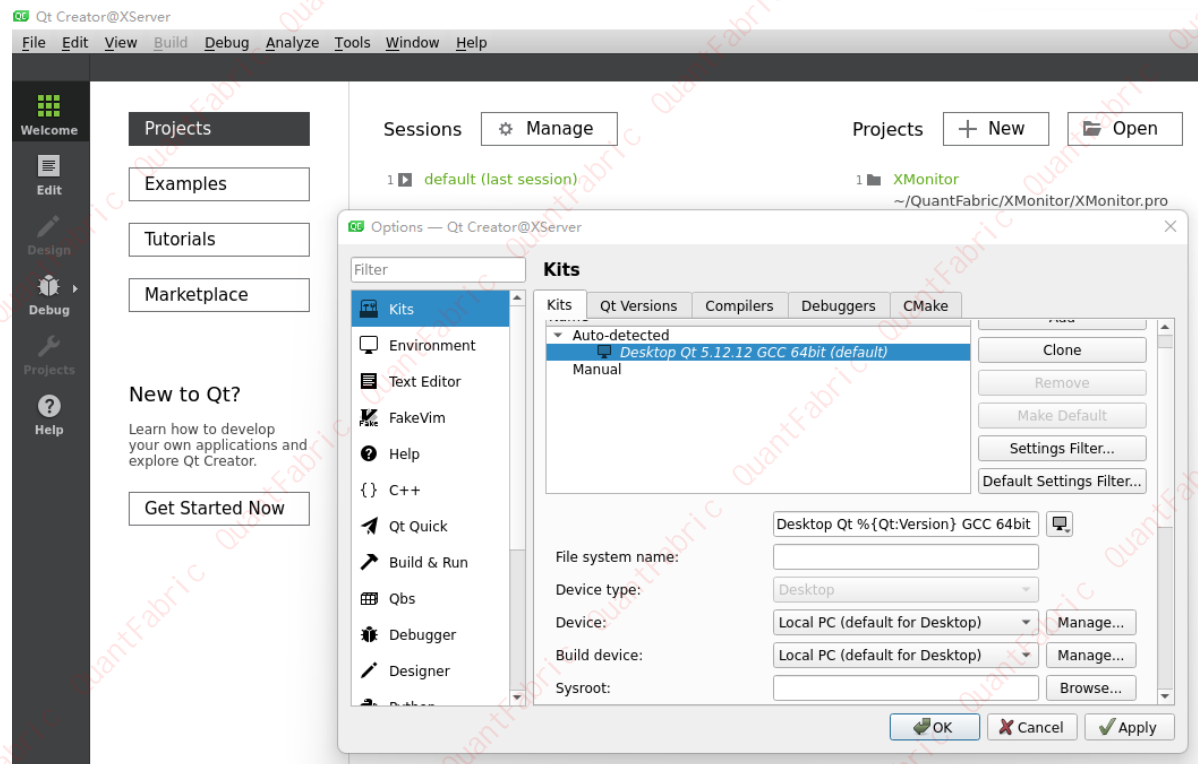 Qt Creator@XServer
File Edit View Build Debug Analyze Tools Window Help
Welcome
Edit
Design
Debug
Projects
Help
Projects
Examples
Tutorials
Marketplace
New to Qt?
Learn how to develop
your own applications and
explore Qt Creator.
Get Started Now
Sessions Manage
1 default (last session)
Projects New Open
1 XMonitor
~/QuantFabric/XMonitor/XMonitor.pro
Options — Qt Creator@XServer
Filter
Kits
Environment
Text Editor
FakeVim
Help
{} C++
Qt Quick
Build & Run
Qbs
Debugger
Designer
Python
Kits
Kits Qt Versions Compilers Debuggers CMake
Name
Auto-detected
Desktop Qt 5.12.12 GCC 64bit (default)
Manual
Add
Clone
Remove
Make Default
Settings Filter...
Default Settings Filter...
Desktop Qt %{Qt:Version} GCC 64bit
File system name:
Device type: Desktop
Device: Local PC (default for Desktop) Manage...
Build device: Local PC (default for Desktop) Manage...
Sysroot: Browse...
OK Cancel Apply
QuantFabric